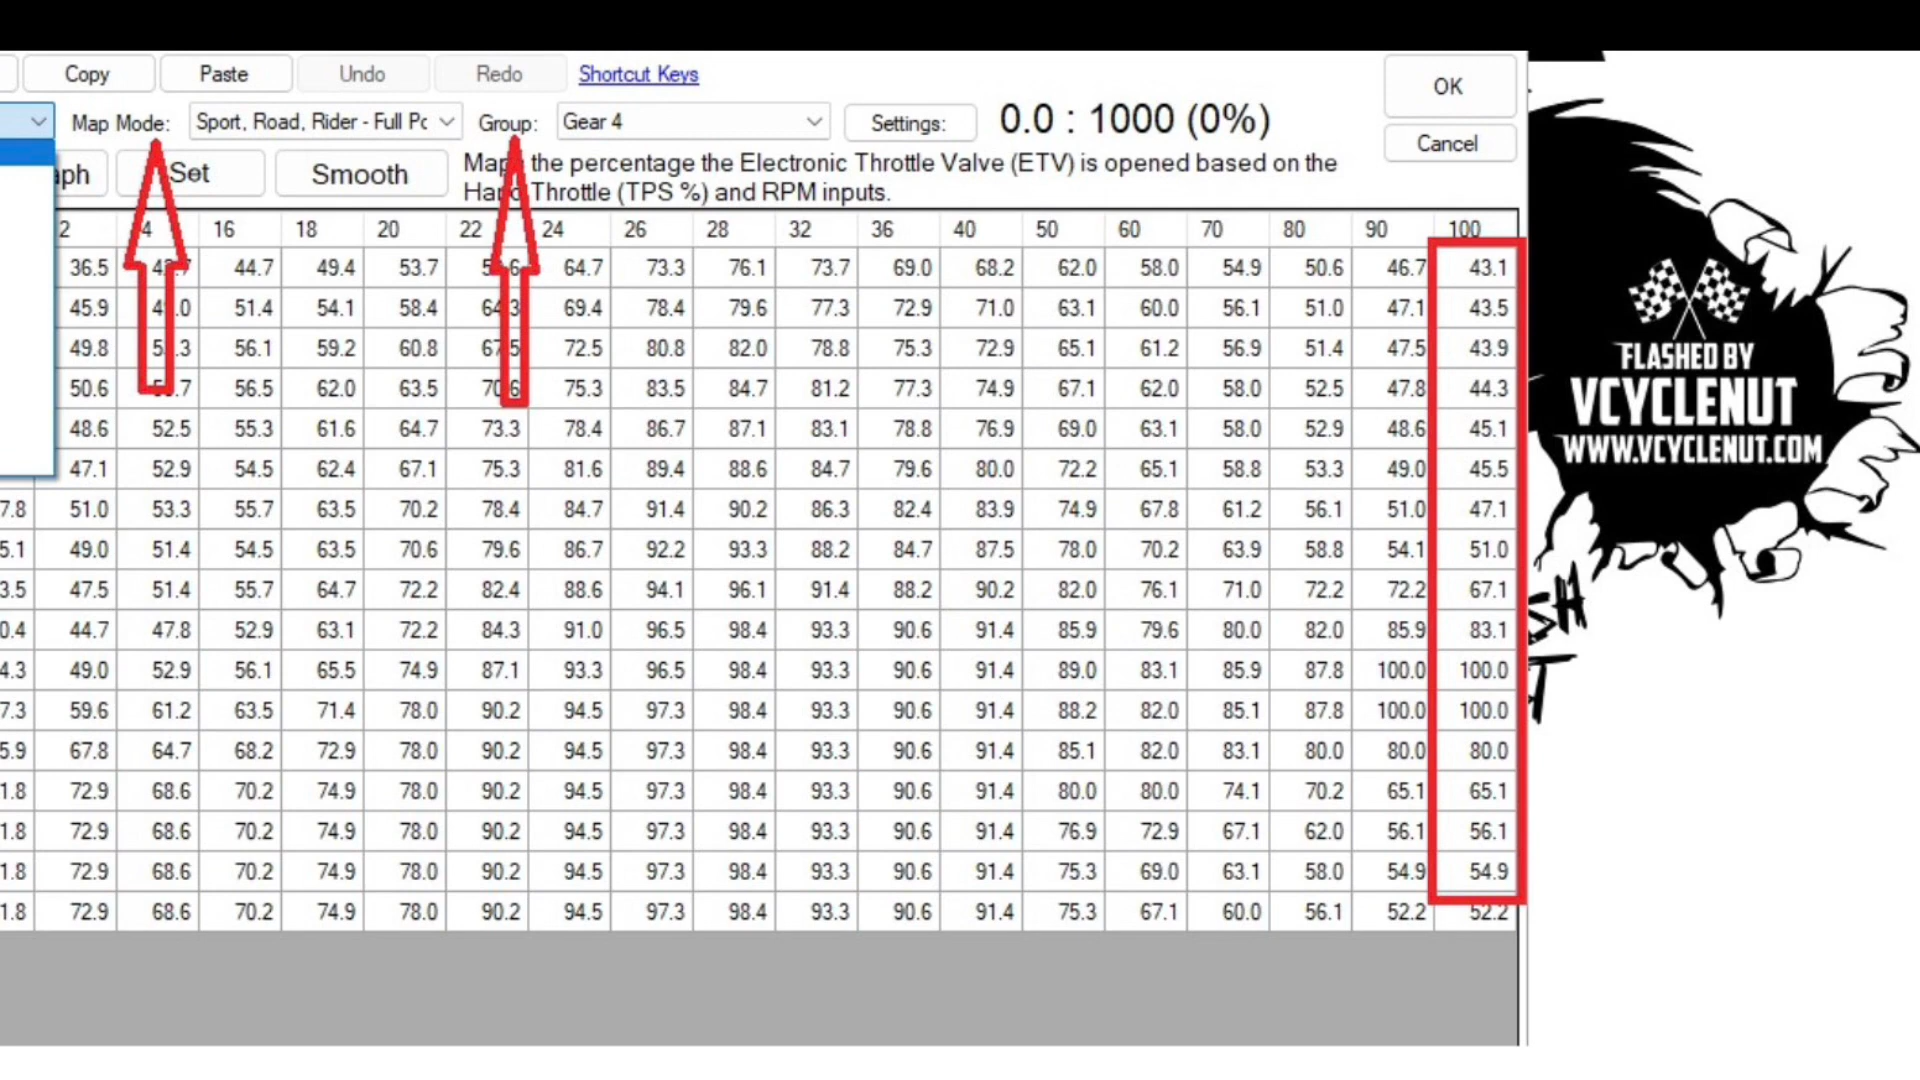 Copy Paste Undo Redo Shortcut Keys OK
Map Mode: Sport, Road, Rider - Full Pc Group: Gear 4 Settings: 0.0 : 1000 (0%) Cancel
ph Set Smooth
the percentage the Electronic Throttle Valve (ETV) is opened based on the
Throttle (TPS %) and RPM inputs.
2 4 16 18 20 22 24 26 28 32 36 40 50 60 70 80 90 100
36.5 44.7 49.4 53.7 64.7 73.3 76.1 73.7 69.0 68.2 62.0 58.0 54.9 50.6 46.7 43.1
45.9 51.4 54.1 58.4 64.3 69.4 78.4 79.6 77.3 72.9 71.0 63.1 60.0 56.1 51.0 47.1 43.5
49.8 56.1 59.2 60.8 67.5 72.5 80.8 82.0 78.8 75.3 72.9 65.1 61.2 56.9 51.4 47.5 43.9
50.6 56.5 62.0 63.5 70.6 75.3 83.5 84.7 81.2 77.3 74.9 67.1 62.0 58.0 52.5 47.8 44.3
48.6 52.5 55.3 61.6 64.7 73.3 78.4 86.7 87.1 83.1 78.8 76.9 69.0 63.1 58.0 52.9 48.6 45.1
47.1 52.9 54.5 62.4 67.1 75.3 81.6 89.4 88.6 84.7 79.6 80.0 72.2 65.1 58.8 53.3 49.0 45.5
7.8 51.0 53.3 55.7 63.5 70.2 78.4 84.7 91.4 90.2 86.3 82.4 83.9 74.9 67.8 61.2 56.1 51.0 47.1
5.1 49.0 51.4 54.5 63.5 70.6 79.6 86.7 92.2 93.3 88.2 84.7 87.5 78.0 70.2 63.9 58.8 54.1 51.0
3.5 47.5 51.4 55.7 64.7 72.2 82.4 88.6 94.1 96.1 91.4 88.2 90.2 82.0 76.1 71.0 72.2 72.2 67.1
0.4 44.7 47.8 52.9 63.1 72.2 84.3 91.0 96.5 98.4 93.3 90.6 91.4 85.9 79.6 80.0 82.0 85.9 83.1
4.3 49.0 52.9 56.1 65.5 74.9 87.1 93.3 96.5 98.4 93.3 90.6 91.4 89.0 83.1 85.9 87.8 100.0 100.0
7.3 59.6 61.2 63.5 71.4 78.0 90.2 94.5 97.3 98.4 93.3 90.6 91.4 88.2 82.0 85.1 87.8 100.0 100.0
5.9 67.8 64.7 68.2 72.9 78.0 90.2 94.5 97.3 98.4 93.3 90.6 91.4 85.1 82.0 83.1 80.0 80.0 80.0
1.8 72.9 68.6 70.2 74.9 78.0 90.2 94.5 97.3 98.4 93.3 90.6 91.4 80.0 80.0 74.1 70.2 65.1 65.1
1.8 72.9 68.6 70.2 74.9 78.0 90.2 94.5 97.3 98.4 93.3 90.6 91.4 76.9 72.9 67.1 62.0 56.1 56.1
1.8 72.9 68.6 70.2 74.9 78.0 90.2 94.5 97.3 98.4 93.3 90.6 91.4 75.3 69.0 63.1 58.0 54.9 54.9
1.8 72.9 68.6 70.2 74.9 78.0 90.2 94.5 97.3 98.4 93.3 90.6 91.4 75.3 67.1 60.0 56.1 52.2 52.2
FLASHED BY
VCYCLENUT
WWW.VCYCLENUT.COM